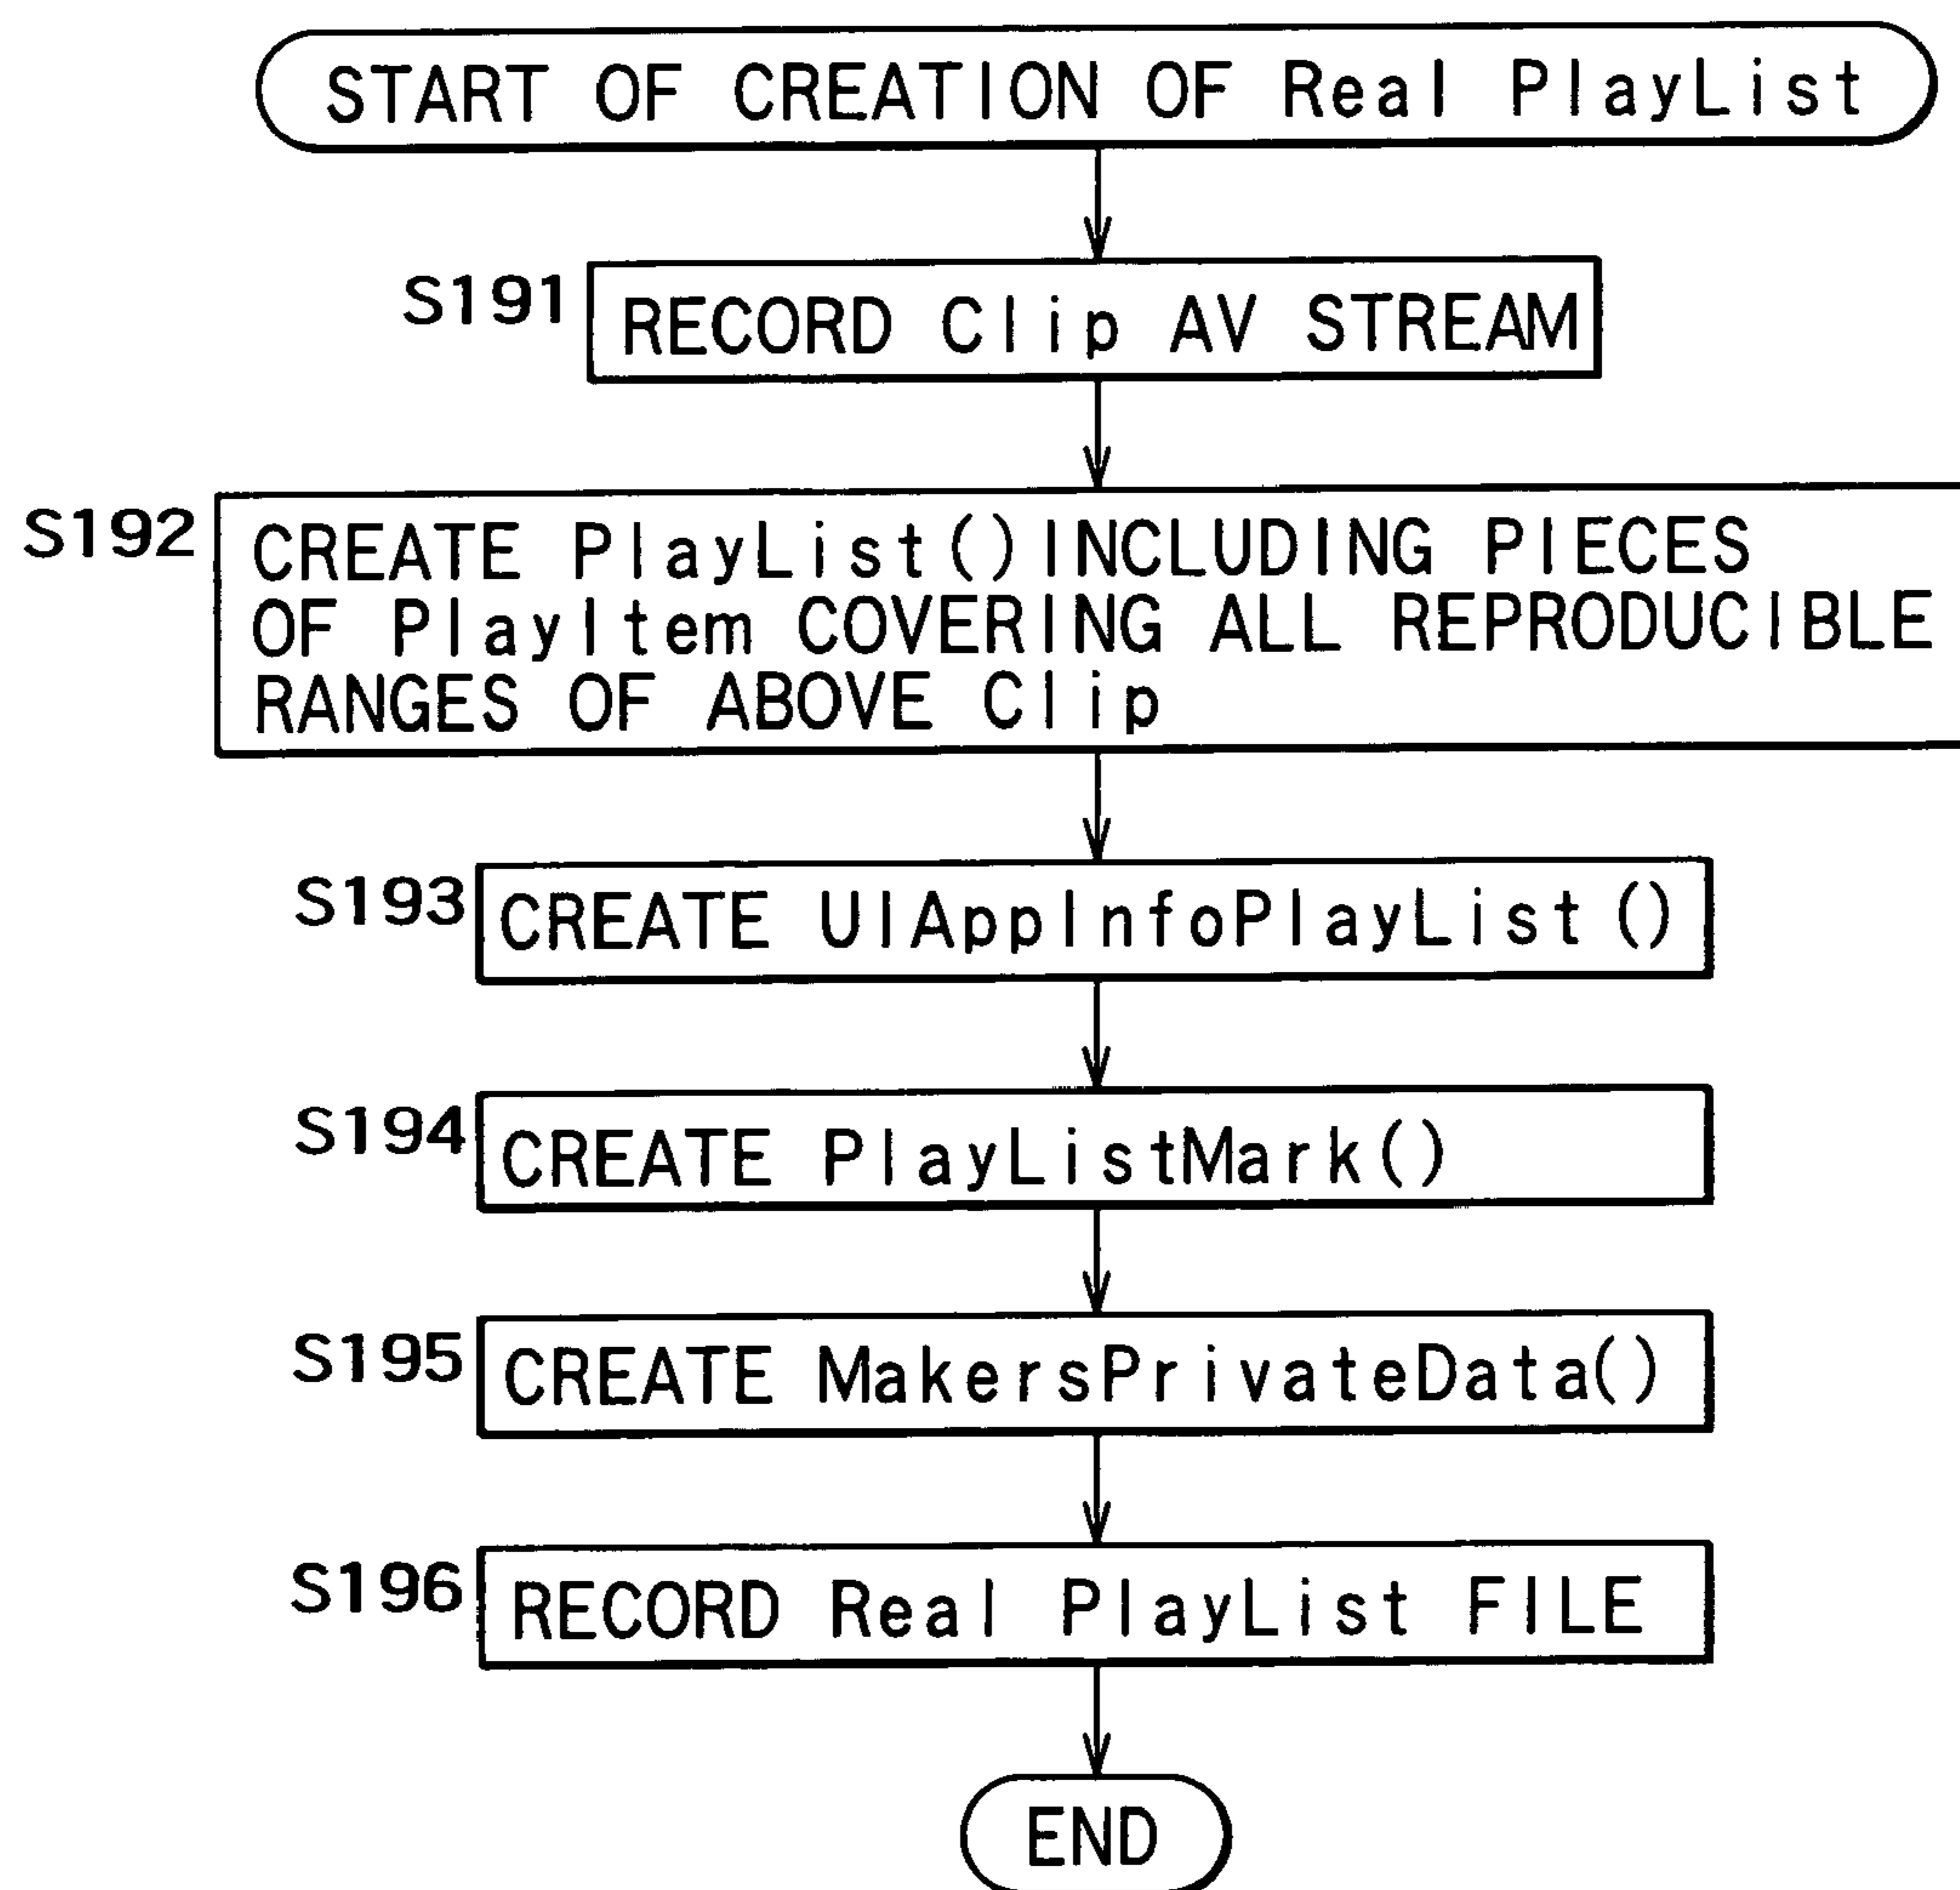 START OF CREATION OF Real PlayList
S191
RECORD Clip AV STREAM
S192
CREATE PlayList()INCLUDING PIECES
OF PlayItem COVERING ALL REPRODUCIBLE
RANGES OF ABOVE Clip
S193
CREATE UIAppInfoPlayList()
S194
CREATE PlayListMark()
S195
CREATE MakersPrivateData()
S196
RECORD Real PlayList FILE
END